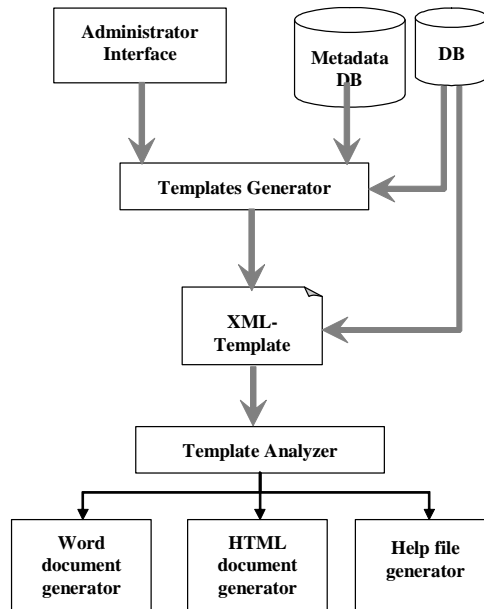 Administrator
Interface
Metadata
DB
DB
Templates Generator
XML-
Template
Template Analyzer
Word
document
generator
HTML
document
generator
Help file
generator